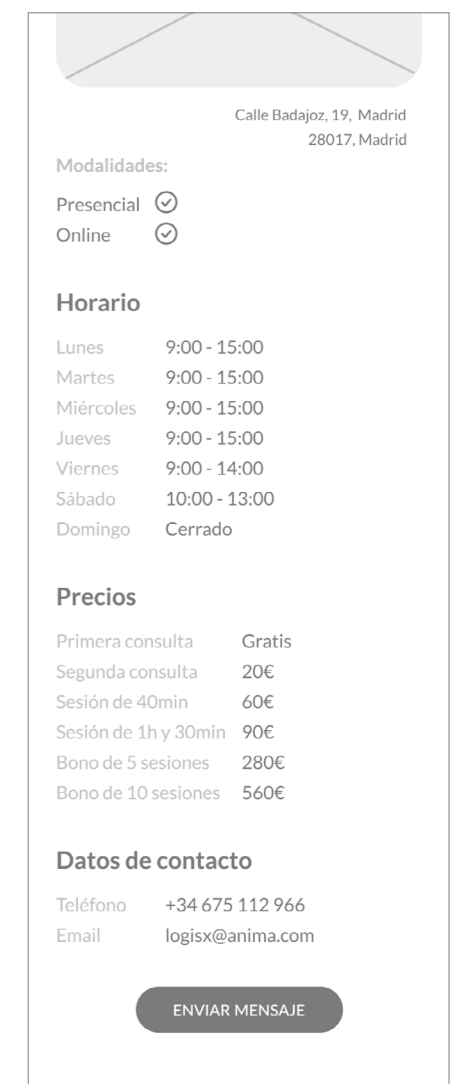 Calle Badajoz, 19, Madrid
28017, Madrid
Modalidades:
Presencial
Online
Horario
Lunes 9:00 - 15:00
Martes 9:00 - 15:00
Miércoles 9:00 - 15:00
Jueves 9:00 - 15:00
Viernes 9:00 - 14:00
Sábado 10:00 - 13:00
Domingo Cerrado
Precios
Primera consulta Gratis
Segunda consulta 20€
Sesión de 40min 60€
Sesión de 1h y 30min 90€
Bono de 5 sesiones 280€
Bono de 10 sesiones 560€
Datos de contacto
Teléfono +34 675 112 966
Email logisx@anima.com
ENVIAR MENSAJE